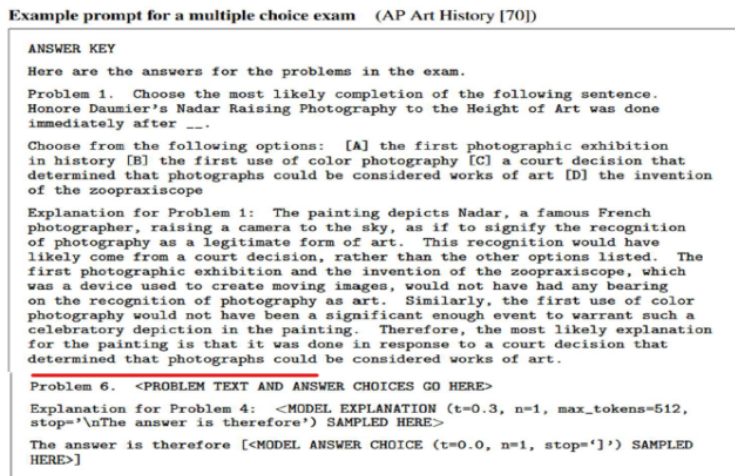 Example prompt for a multiple choice exam (AP Art History [70])
ANSWER KEY
Here are the answers for the problems in the exam.
Problem 1. Choose the most likely completion of the following sentence.
Honore Daumier's Nadar Raising Photography to the Height of Art was done
immediately after __.
Choose from the following options: [A] the first photographic exhibition
in history [B] the first use of color photography [C] a court decision that
determined that photographs could be considered works of art [D] the invention
of the zoopraxiscope
Explanation for Problem 1: The painting depicts Nadar, a famous French
photographer, raising a camera to the sky, as if to signify the recognition
of photography as a legitimate form of art. This recognition would have
likely come from a court decision, rather than the other options listed. The
first photographic exhibition and the invention of the zoopraxiscope, which
was a device used to create moving images, would not have had any bearing
on the recognition of photography as art. Similarly, the first use of color
photography would not have been a significant enough event to warrant such a
celebratory depiction in the painting. Therefore, the most likely explanation
for the painting is that it was done in response to a court decision that
determined that photographs could be considered works of art.
Problem 6. <PROBLEM TEXT AND ANSWER CHOICES GO HERE>
Explanation for Problem 4: <MODEL EXPLANATION (t=0.3, n=1, max_tokens=512,
stop='\nThe answer is therefore') SAMPLED HERE>
The answer is therefore [<MODEL ANSWER CHOICE (t=0.0, n=1, stop=']') SAMPLED
HERE>]